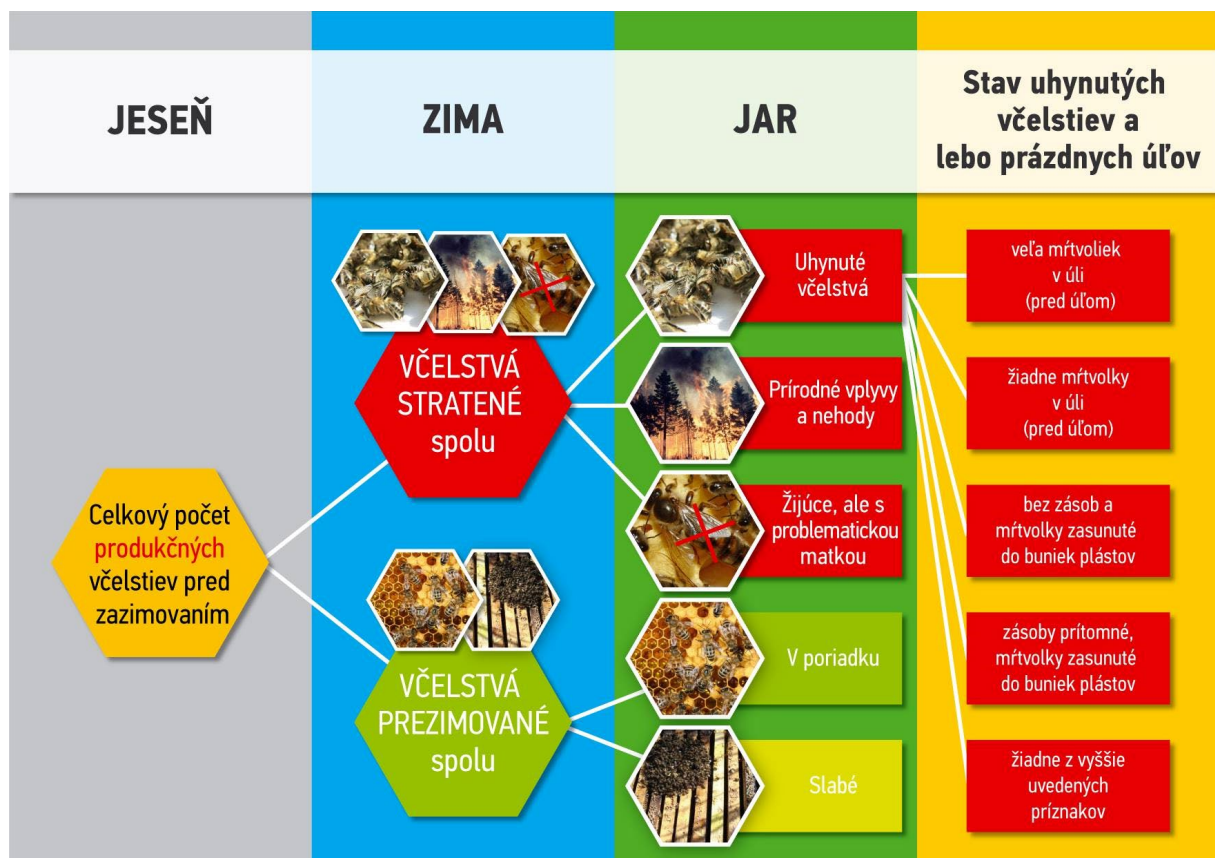 JESEŇ
ZIMA
JAR
Stav uhynutých
včelstiev a
lebo prázdnych úľov
Celkový počet
produkčných
včelstiev pred
zazimovaním
VČELSTVÁ
STRATENÉ
spolu
VČELSTVÁ
PREZIMOVANÉ
spolu
Uhynuté
včelstvá
Prírodné vplyvy
a nehody
Žijúce, ale s
problematickou
matkou
V poriadku
Slabé
veľa mŕtvoliek
v úli
(pred úľom)
žiadne mŕtvolky
v úli
(pred úľom)
bez zásob a
mŕtvolky zasunuté
do buniek plástov
zásoby prítomné,
mŕtvolky zasunuté
do buniek plástov
žiadne z vyššie
uvedených
príznakov